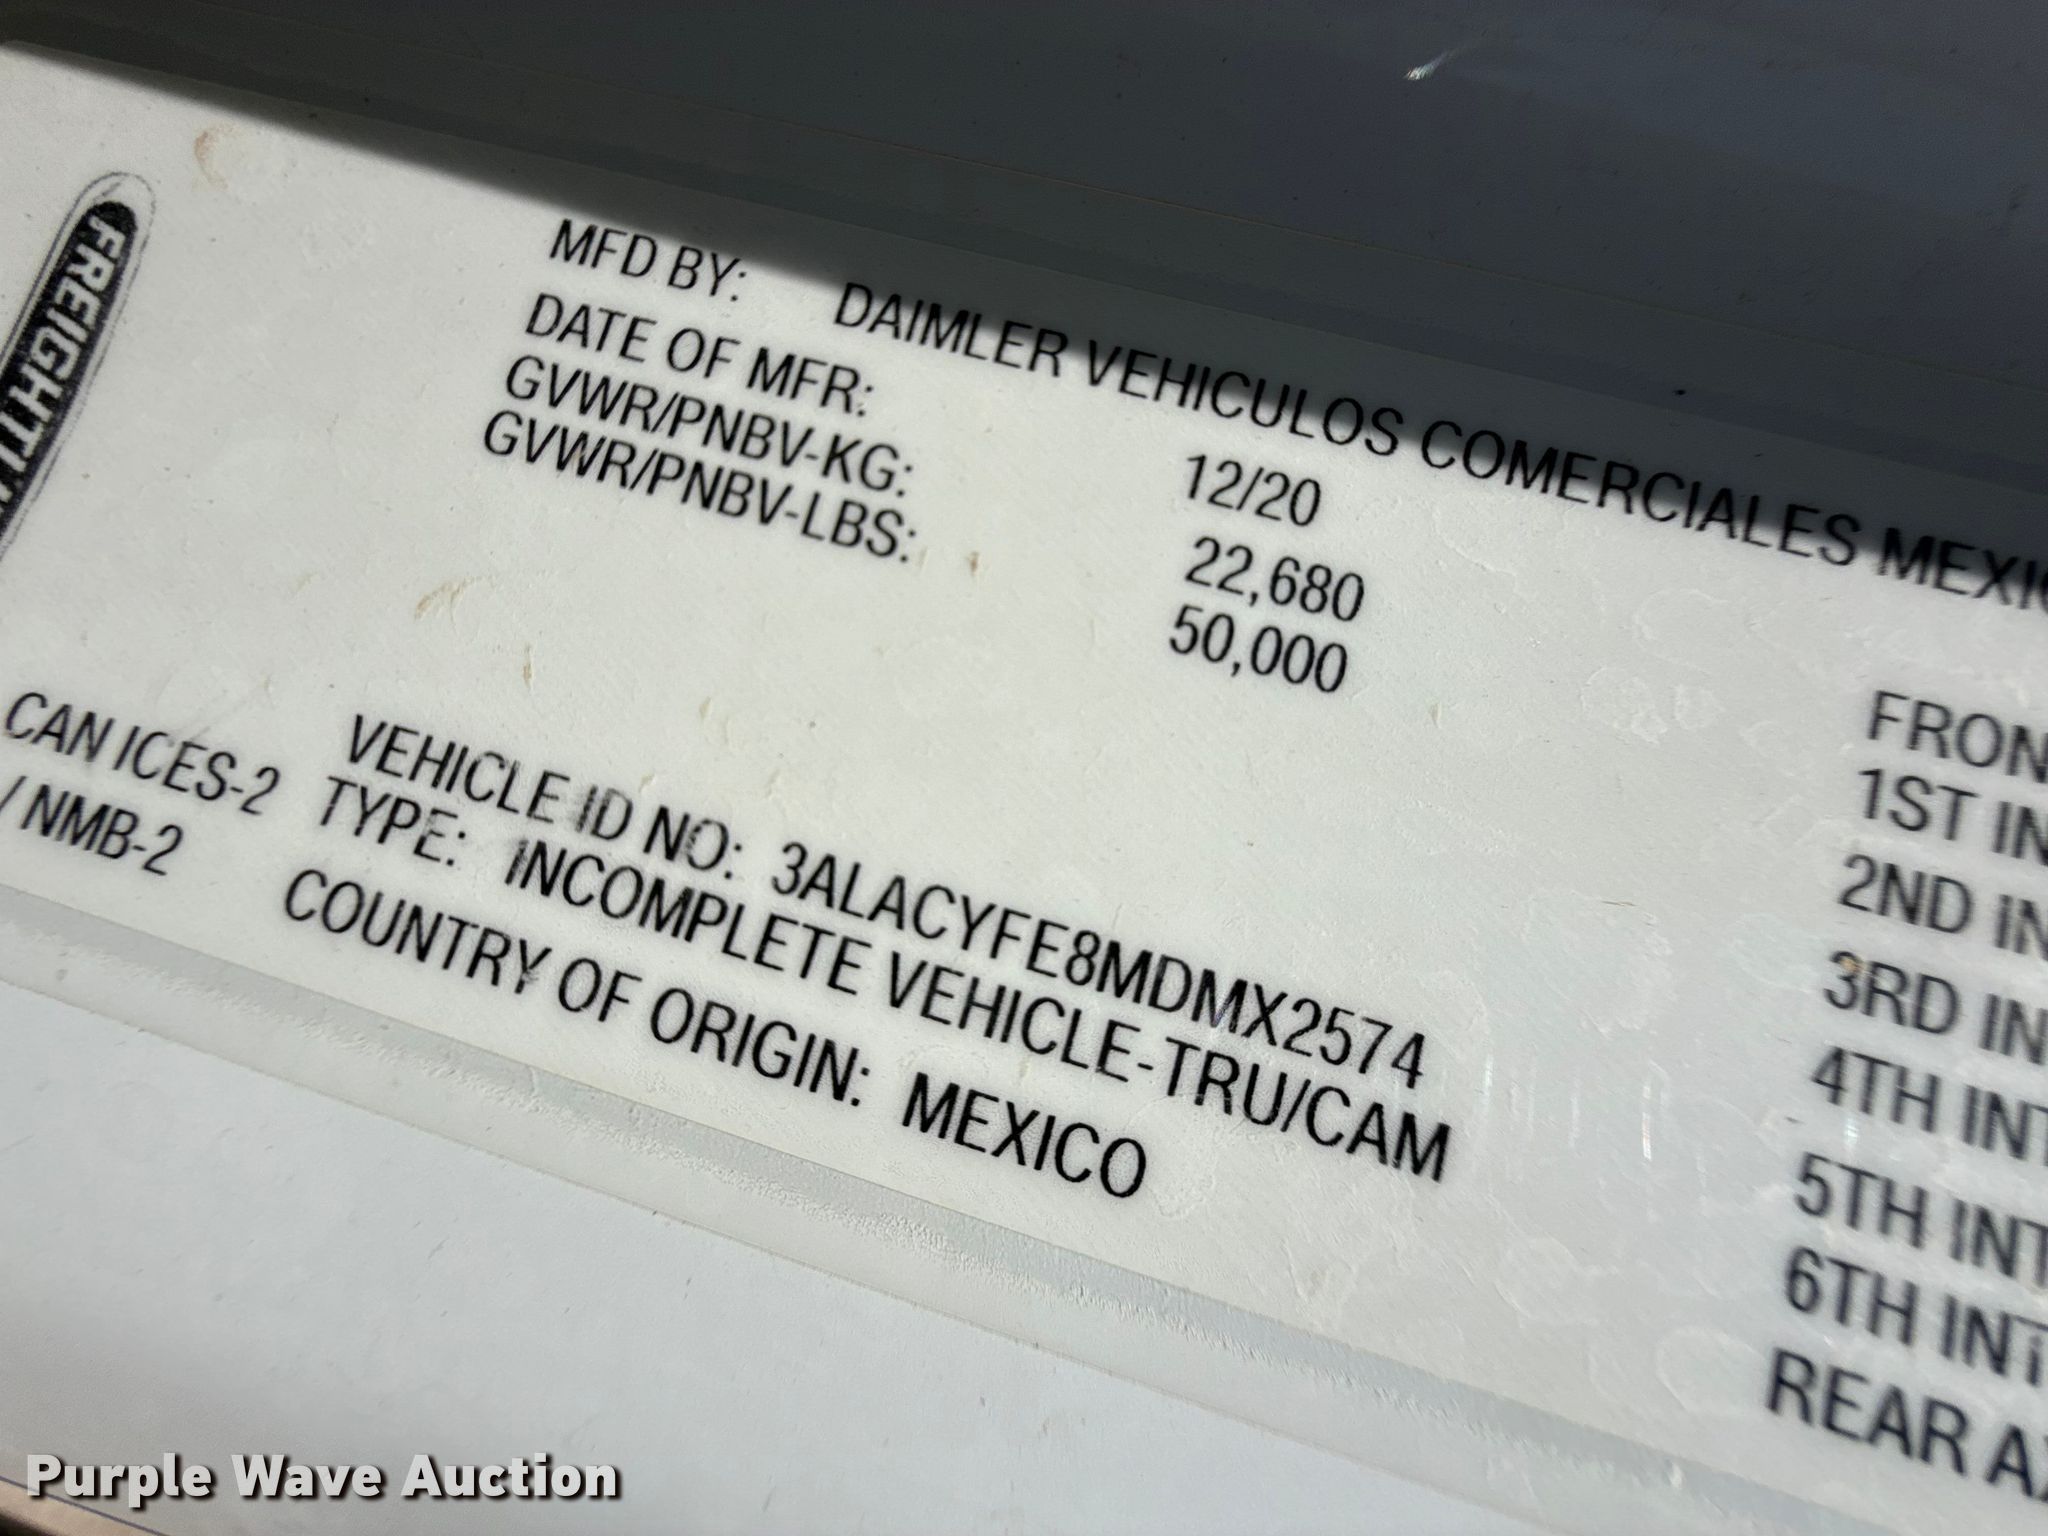 FREIGHTL
MFD BY: DAIMLER VEHICULOS COMERCIALES MEXIC
DATE OF MFR: 12/20
GVWR/PNBV-KG: 22,680
GVWR/PNBV-LBS: 50,000
CAN ICES-2
/ NMB-2
VEHICLE ID NO: 3ALACYFE8MDMX2574
TYPE: INCOMPLETE VEHICLE-TRU/CAM
COUNTRY OF ORIGIN: MEXICO
FRON
1ST IN
2ND IN
3RD IN
4TH INT
5TH INT
6TH INT
REAR AX
Purple Wave Auction